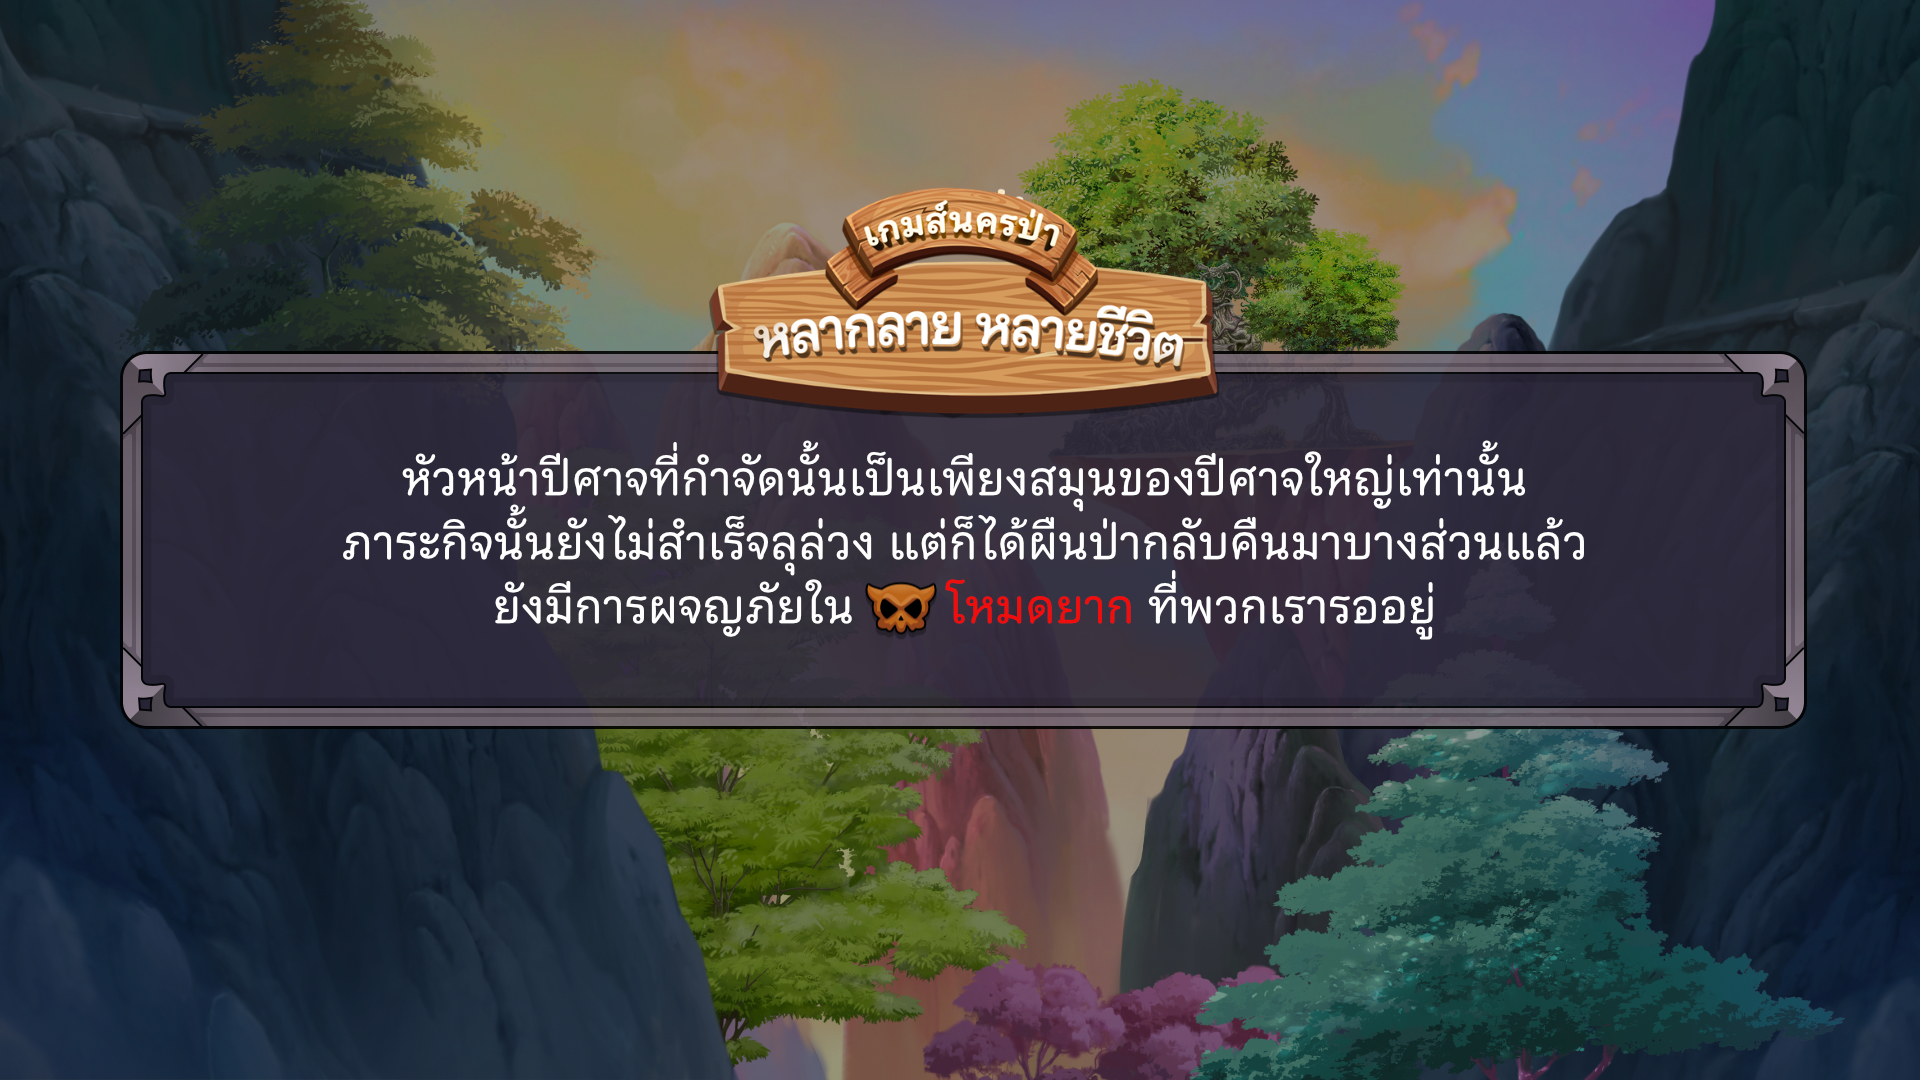 เกมส์นครป่า
หลากลาย หลายชีวิต
หัวหน้าปีศาจที่กำจัดนั้นเป็นเพียงสมุนของปีศาจใหญ่เท่านั้น
ภาระกิจนั้นยังไม่สำเร็จลุล่วง แต่ก็ได้ผืนป่ากลับคืนมาบางส่วนแล้ว
ยังมีการผจญภัยใน โหมดยาก ที่พวกเรารออยู่